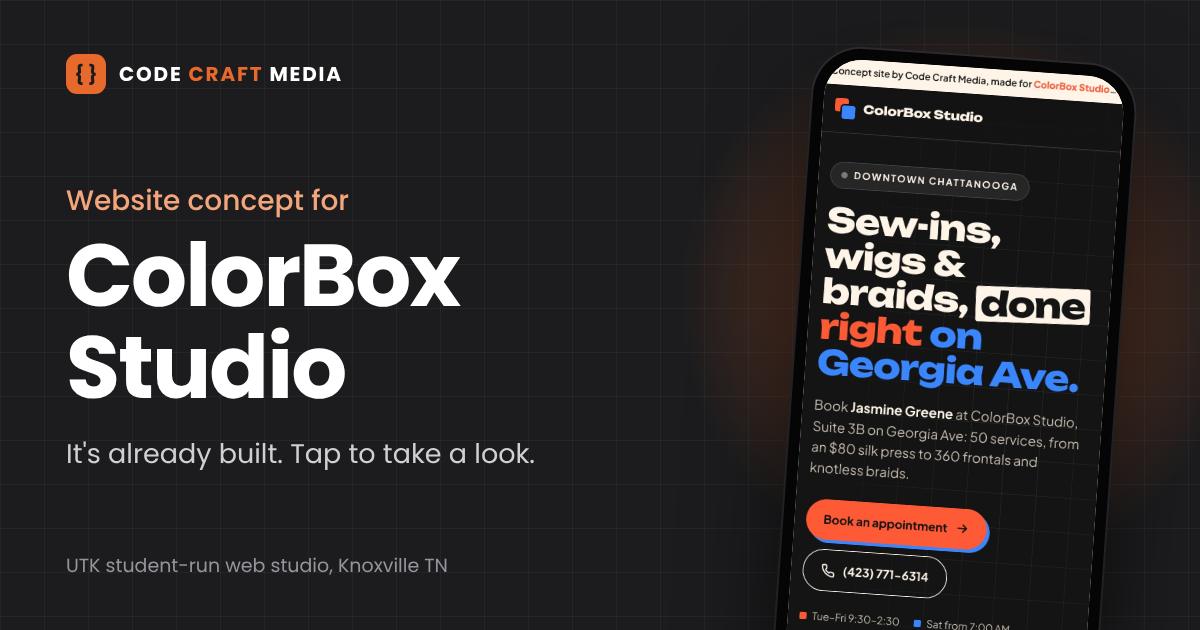 { }
CODE CRAFT MEDIA
Website concept for
ColorBox
Studio
It's already built. Tap to take a look.
UTK student-run web studio, Knoxville TN
Concept site by Code Craft Media, made for ColorBox Studio...
ColorBox Studio
DOWNTOWN CHATTANOOGA
Sew-ins,
wigs &
braids, done
right on
Georgia Ave.
Book Jasmine Greene at ColorBox Studio,
Suite 3B on Georgia Ave: 50 services, from
an $80 silk press to 360 frontals and
knotless braids.
Book an appointment →
(423) 771-6314
Tue-Fri 9:30-2:30 Sat from 7:00 AM